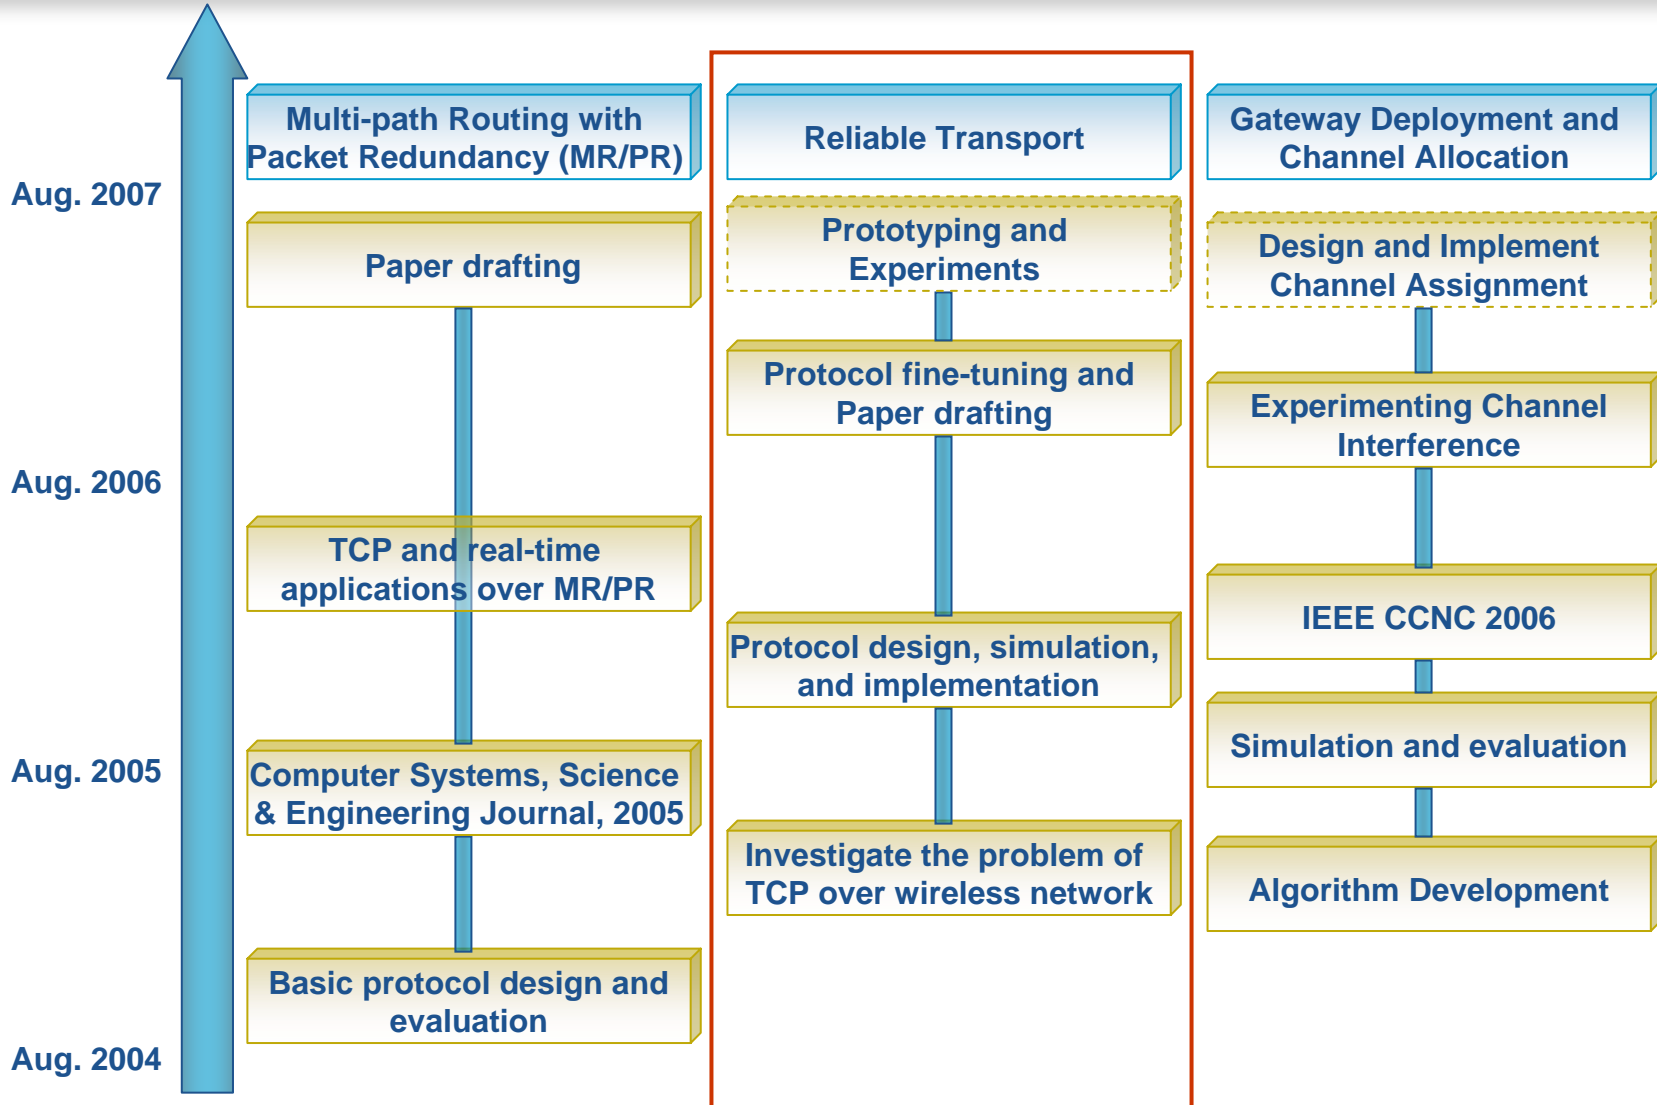 Multi-path Routing with
Packet Redundancy (MR/PR)
Reliable Transport
Gateway Deployment and
Channel Allocation
Aug. 2007
Paper drafting
Prototyping and
Experiments
Design and Implement
Channel Assignment
Protocol fine-tuning and
Paper drafting
Experimenting Channel
Interference
Aug. 2006
TCP and real-time
applications over MR/PR
IEEE CCNC 2006
Protocol design, simulation,
and implementation
Simulation and evaluation
Aug. 2005
Computer Systems, Science
& Engineering Journal, 2005
Investigate the problem of
TCP over wireless network
Algorithm Development
Basic protocol design and
evaluation
Aug. 2004